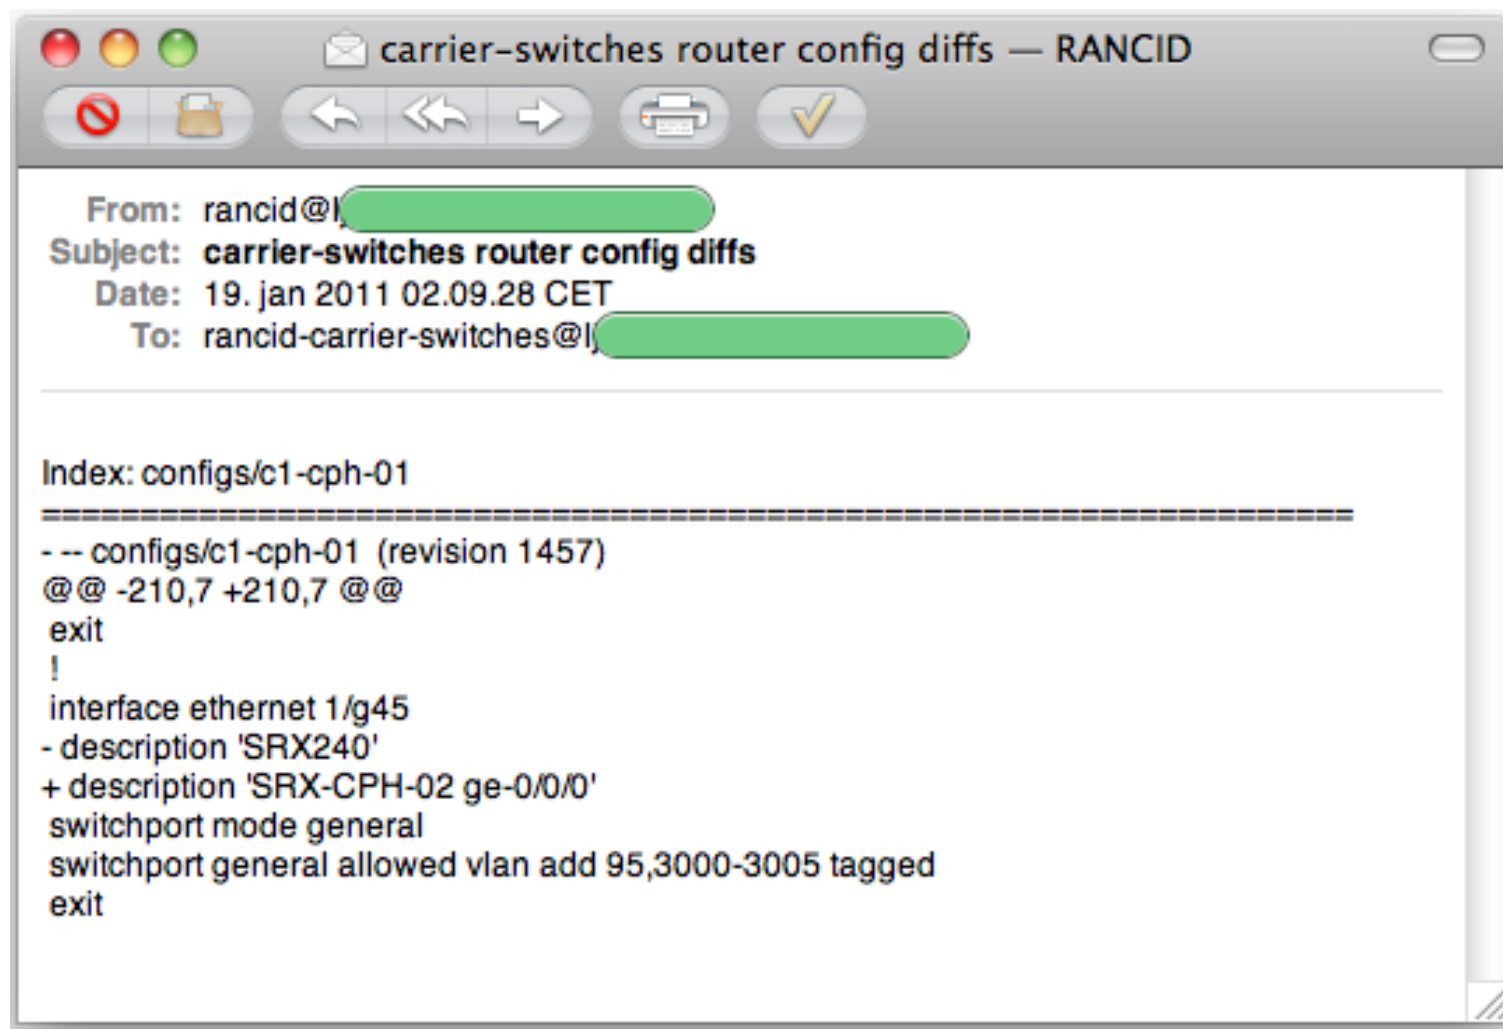 carrier-switches router config diffs — RANCID
From: rancid@
Subject: carrier-switches router config diffs
Date: 19. jan 2011 02.09.28 CET
To: rancid-carrier-switches@
Index: configs/c1-cph-01
===================================================================
- -- configs/c1-cph-01  (revision 1457)
@@ -210,7 +210,7 @@
exit
!
interface ethernet 1/g45
- description 'SRX240'
+ description 'SRX-CPH-02 ge-0/0/0'
switchport mode general
switchport general allowed vlan add 95,3000-3005 tagged
exit